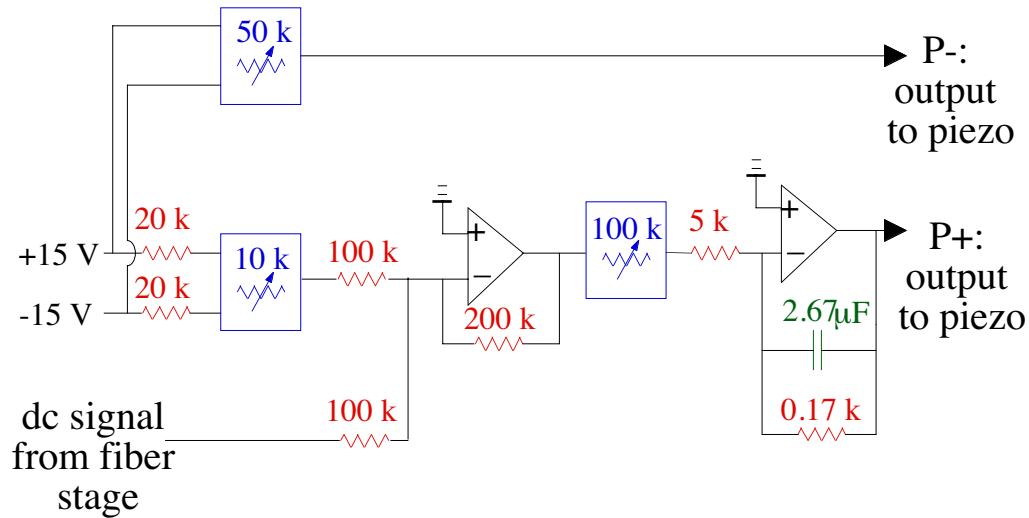 50 k
P-:
output
to piezo
20 k
+15 V
10 k
100 k
+
−
100 k
5 k
+
−
P+:
output
to piezo
20 k
-15 V
200 k
2.67μF
0.17 k
dc signal
from fiber
stage
100 k